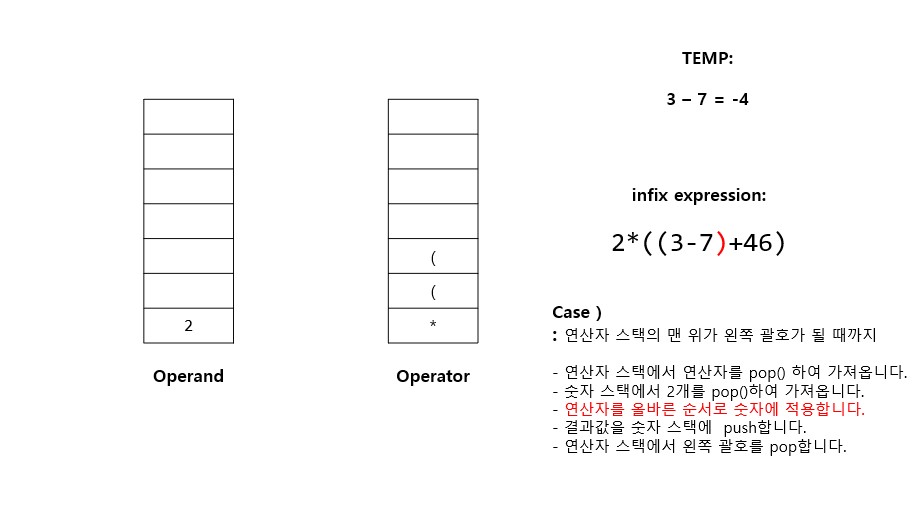 TEMP:
3 – 7 = -4
infix expression:
2*((3-7)+46)
(
(
2
*
Operand
Operator
Case )
: 연산자 스택의 맨 위가 왼쪽 괄호가 될 때까지
- 연산자 스택에서 연산자를 pop() 하여 가져옵니다.
- 숫자 스택에서 2개를 pop()하여 가져옵니다.
- 연산자를 올바른 순서로 숫자에 적용합니다.
- 결과값을 숫자 스택에  push합니다.
- 연산자 스택에서 왼쪽 괄호를 pop합니다.